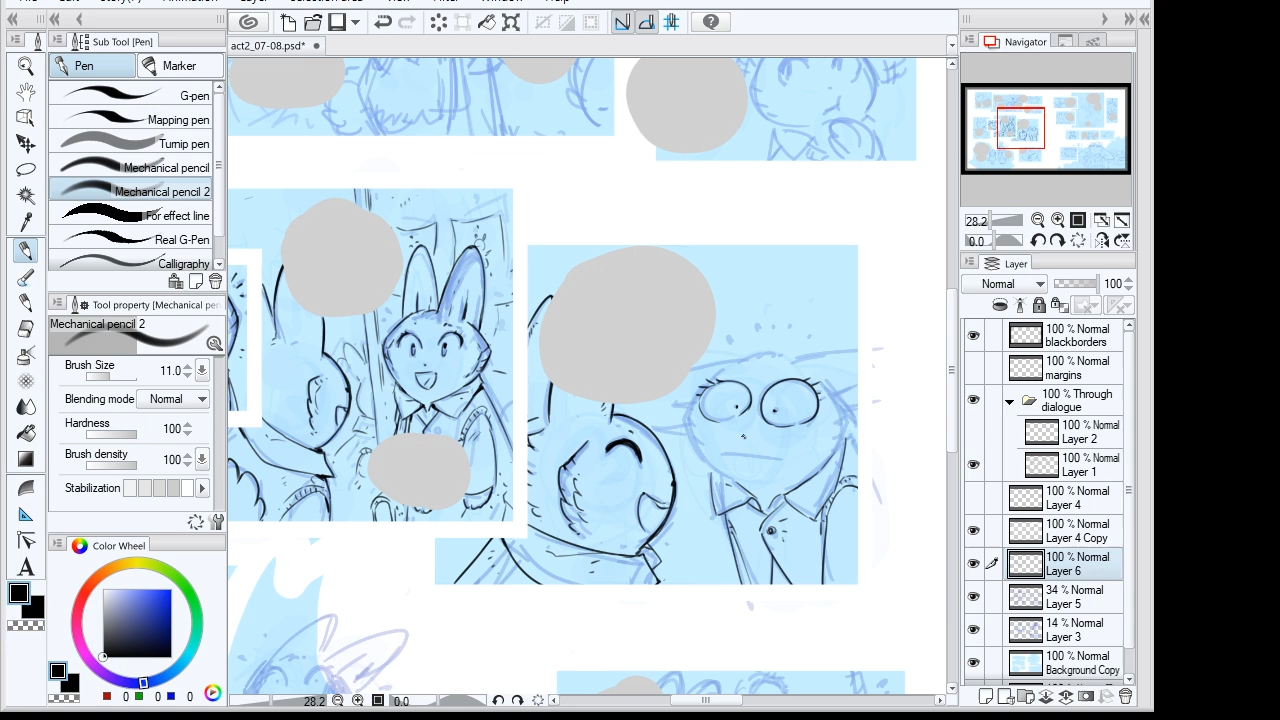 Sub Tool [Pen]
act2_07-08.psd*
Navigator
Pen
Marker
G-pen
Mapping pen
Turnip pen
Mechanical pencil
Mechanical pencil 2
For effect line
Real G-Pen
Calligraphy
28.2
0.0
Layer
Normal
100
Tool property [Mechanical pen
Mechanical pencil 2
Brush Size
11.0
Blending mode
Normal
Hardness
100
Brush density
100
Stabilization
100 % Normal
blackborders
100 % Normal
margins
100 % Through
dialogue
100 % Normal
Layer 2
100 % Normal
Layer 1
100 % Normal
Layer 4
100 % Normal
Layer 4 Copy
100 % Normal
Layer 6
34 % Normal
Layer 5
14 % Normal
Layer 3
100 % Normal
Background Copy
Color Wheel
A
0
0
0
28.2
0.0